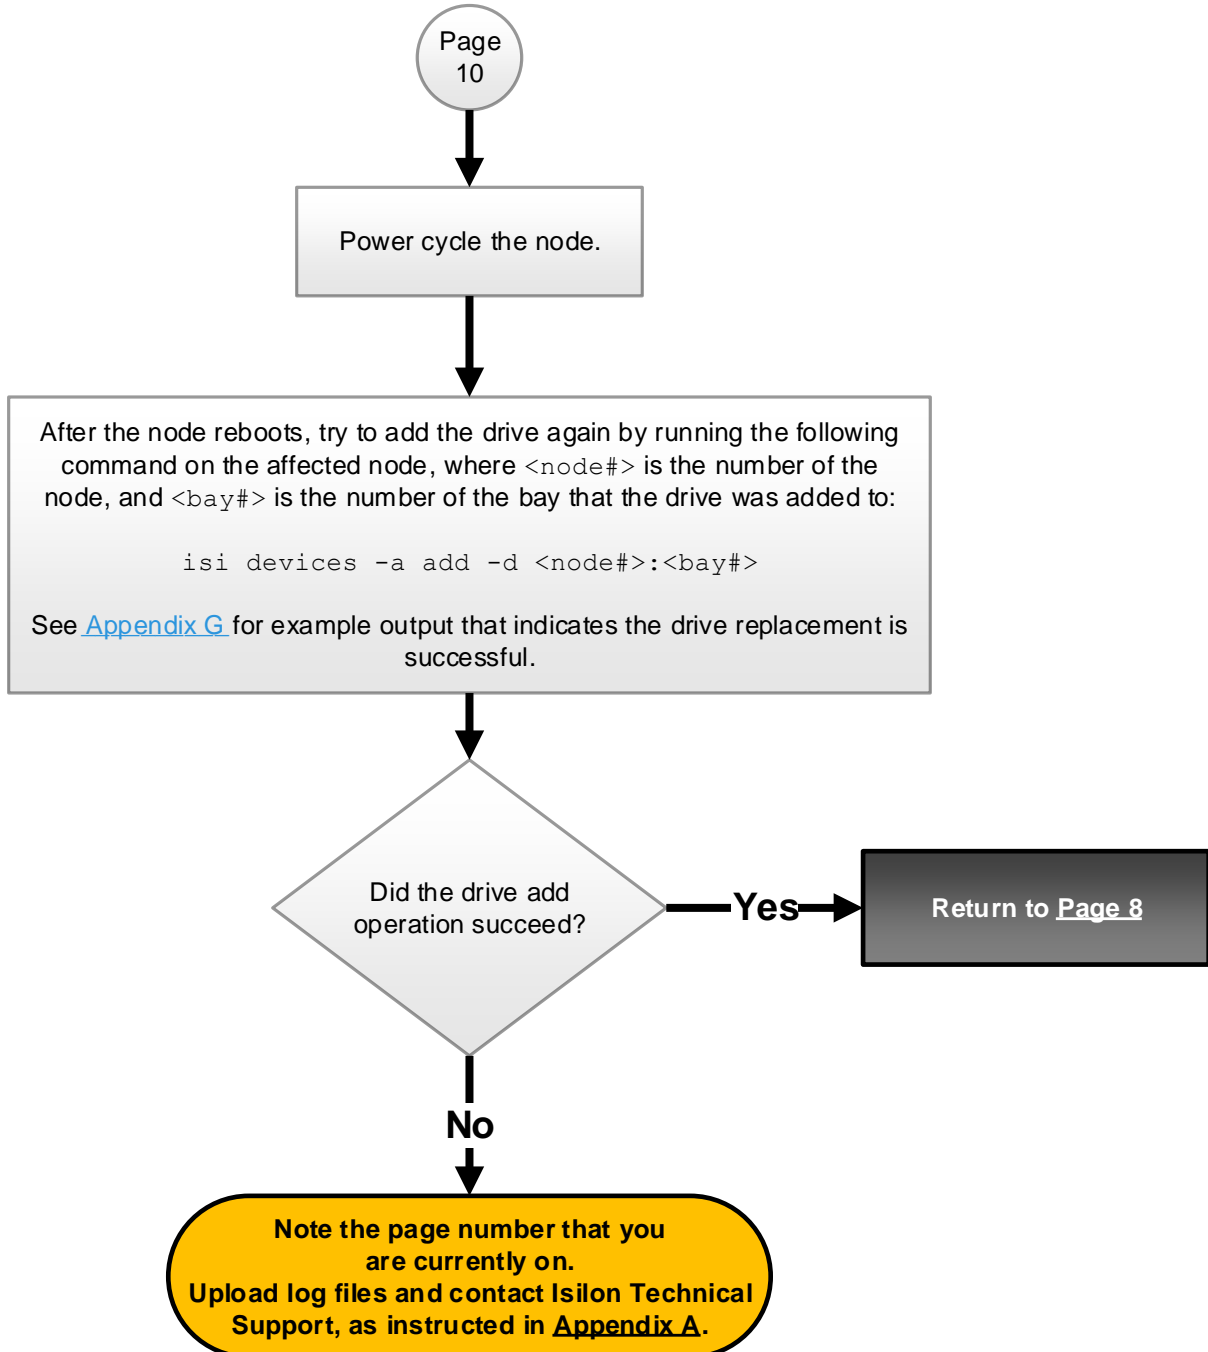 Page
10
Power cycle the node.
After the node reboots, try to add the drive again by running the following
command on the affected node, where <node#> is the number of the
node, and <bay#> is the number of the bay that the drive was added to:
isi devices -a add -d <node#>:<bay#>
See Appendix G for example output that indicates the drive replacement is
successful.
Did the drive add
operation succeed?
Yes
Return to Page 8
No
Note the page number that you
are currently on.
Upload log files and contact Isilon Technical
Support, as instructed in Appendix A.